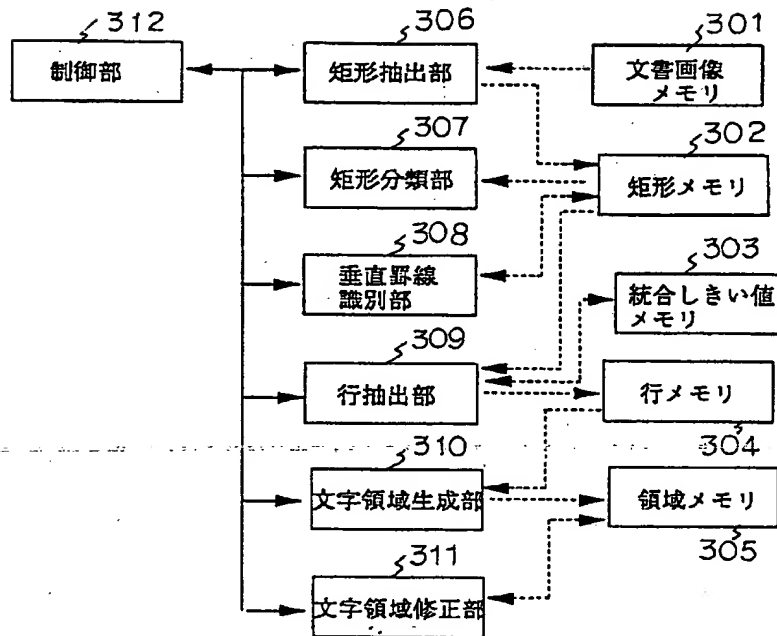 312
制御部
306
矩形抽出部
301
文書画像
メモリ
307
矩形分類部
302
矩形メモリ
308
垂直罫線
識別部
303
統合しきい値
メモリ
309
行抽出部
行メモリ
304
310
文字領域生成部
領域メモリ
305
311
文字領域修正部